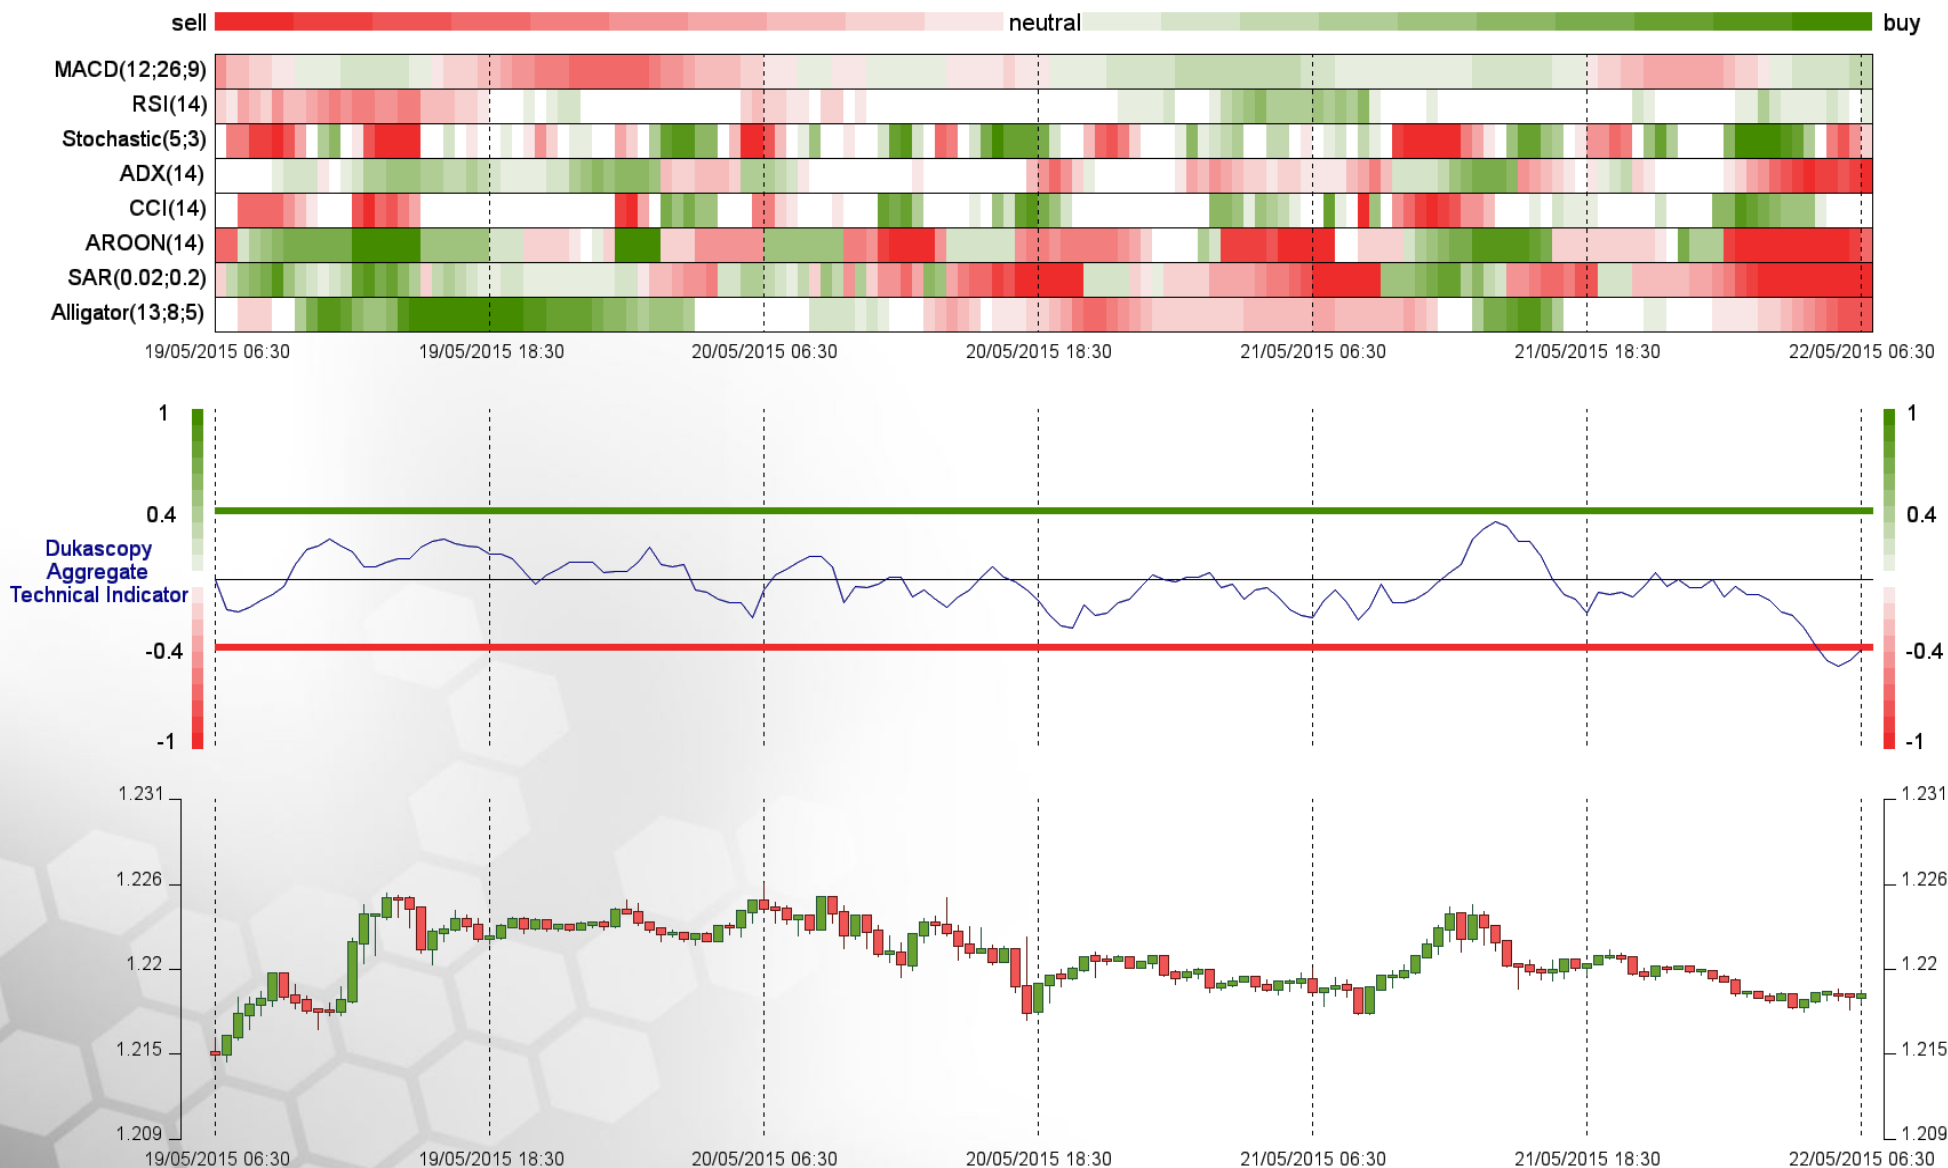 sell neutral buy
MACD(12;26;9)
RSI(14)
Stochastic(5;3)
ADX(14)
CCI(14)
AROON(14)
SAR(0.02;0.2)
Alligator(13;8;5)
19/05/2015 06:30 19/05/2015 18:30 20/05/2015 06:30 20/05/2015 18:30 21/05/2015 06:30 21/05/2015 18:30 22/05/2015 06:30
1 1
0.4 0.4
Dukascopy
Aggregate
Technical Indicator
-0.4 -0.4
-1 -1
1.231 1.231
1.226 1.226
1.22 1.22
1.215 1.215
1.209 1.209
19/05/2015 06:30 19/05/2015 18:30 20/05/2015 06:30 20/05/2015 18:30 21/05/2015 06:30 21/05/2015 18:30 22/05/2015 06:30